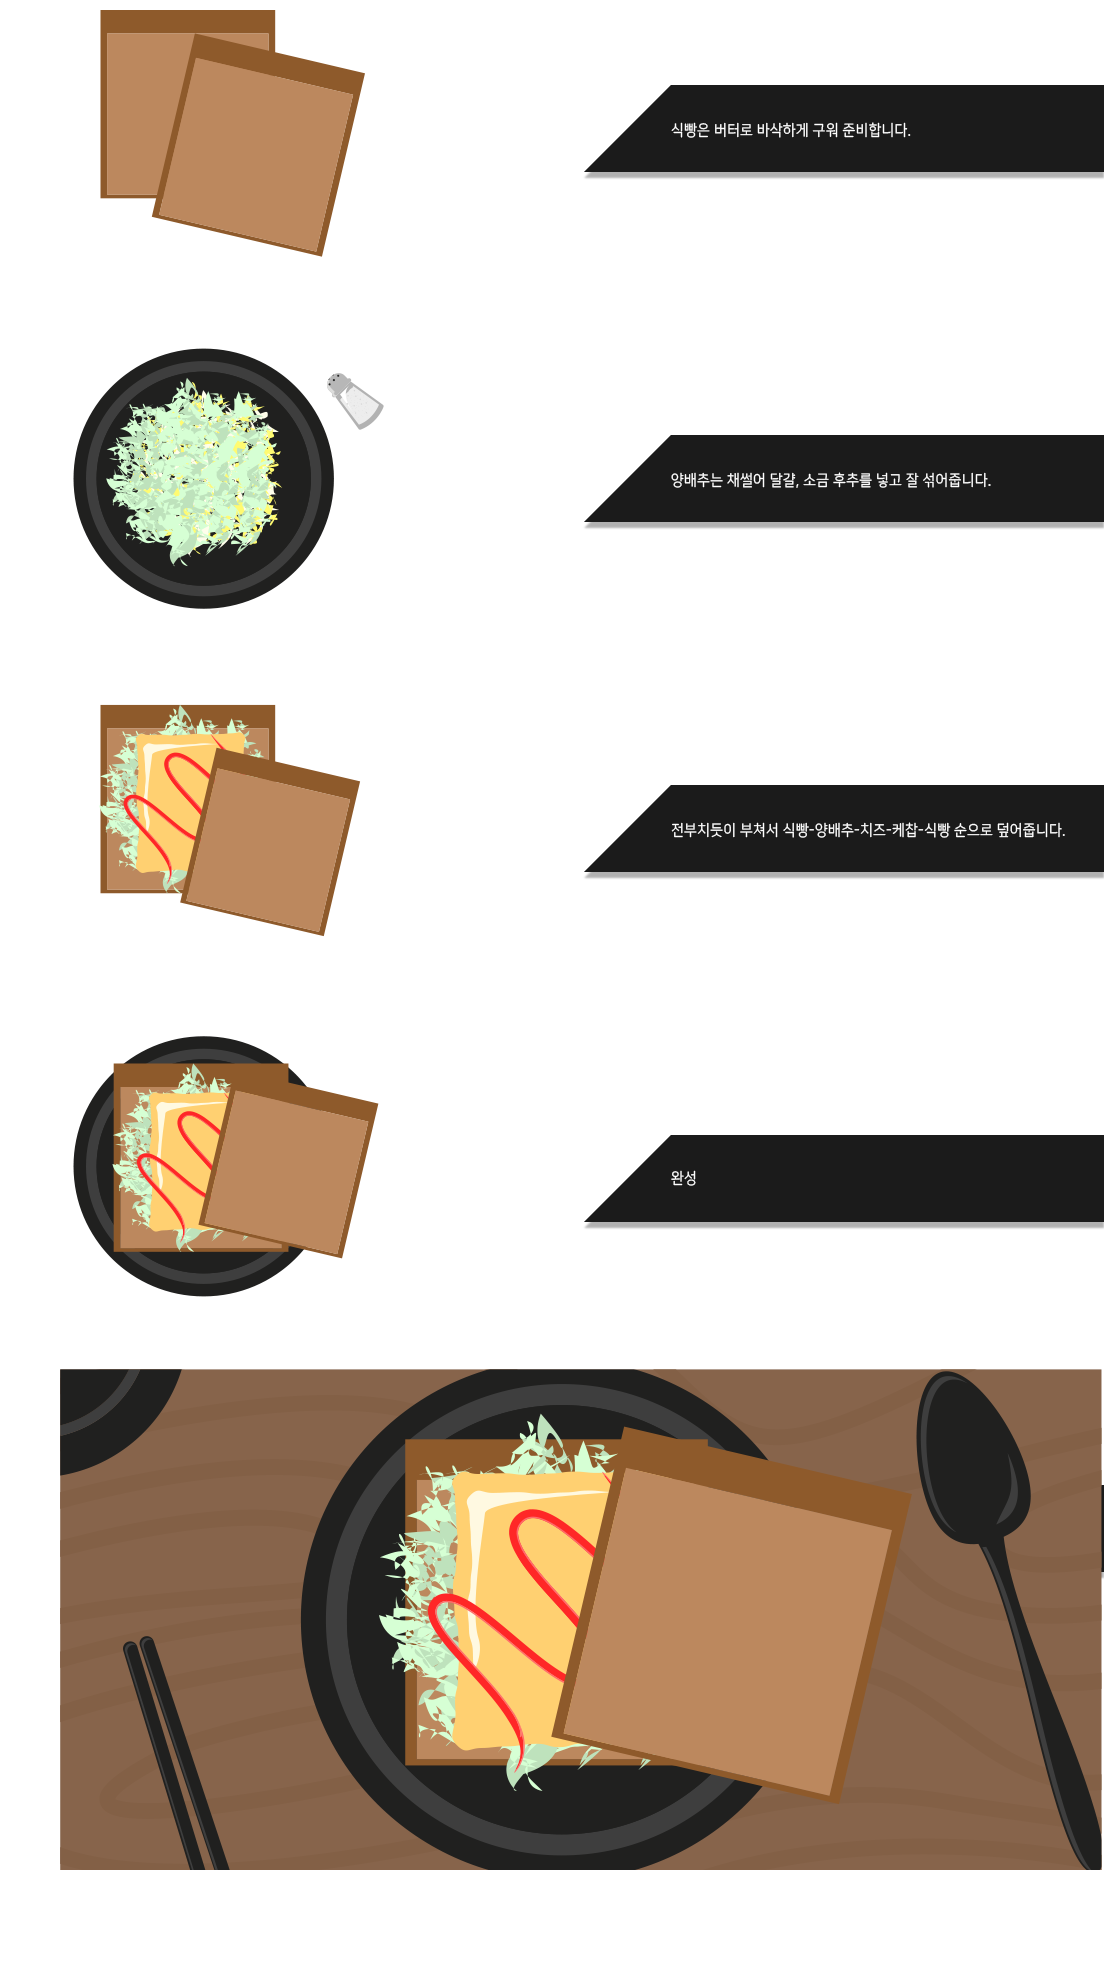 식빵은 버터로 바삭하게 구워 준비합니다.
양배추는 채썰어 달걀, 소금 후추를 넣고 잘 섞어줍니다.
전부치듯이 부쳐서 식빵-양배추-치즈-케찹-식빵 순으로 덮어줍니다.
완성